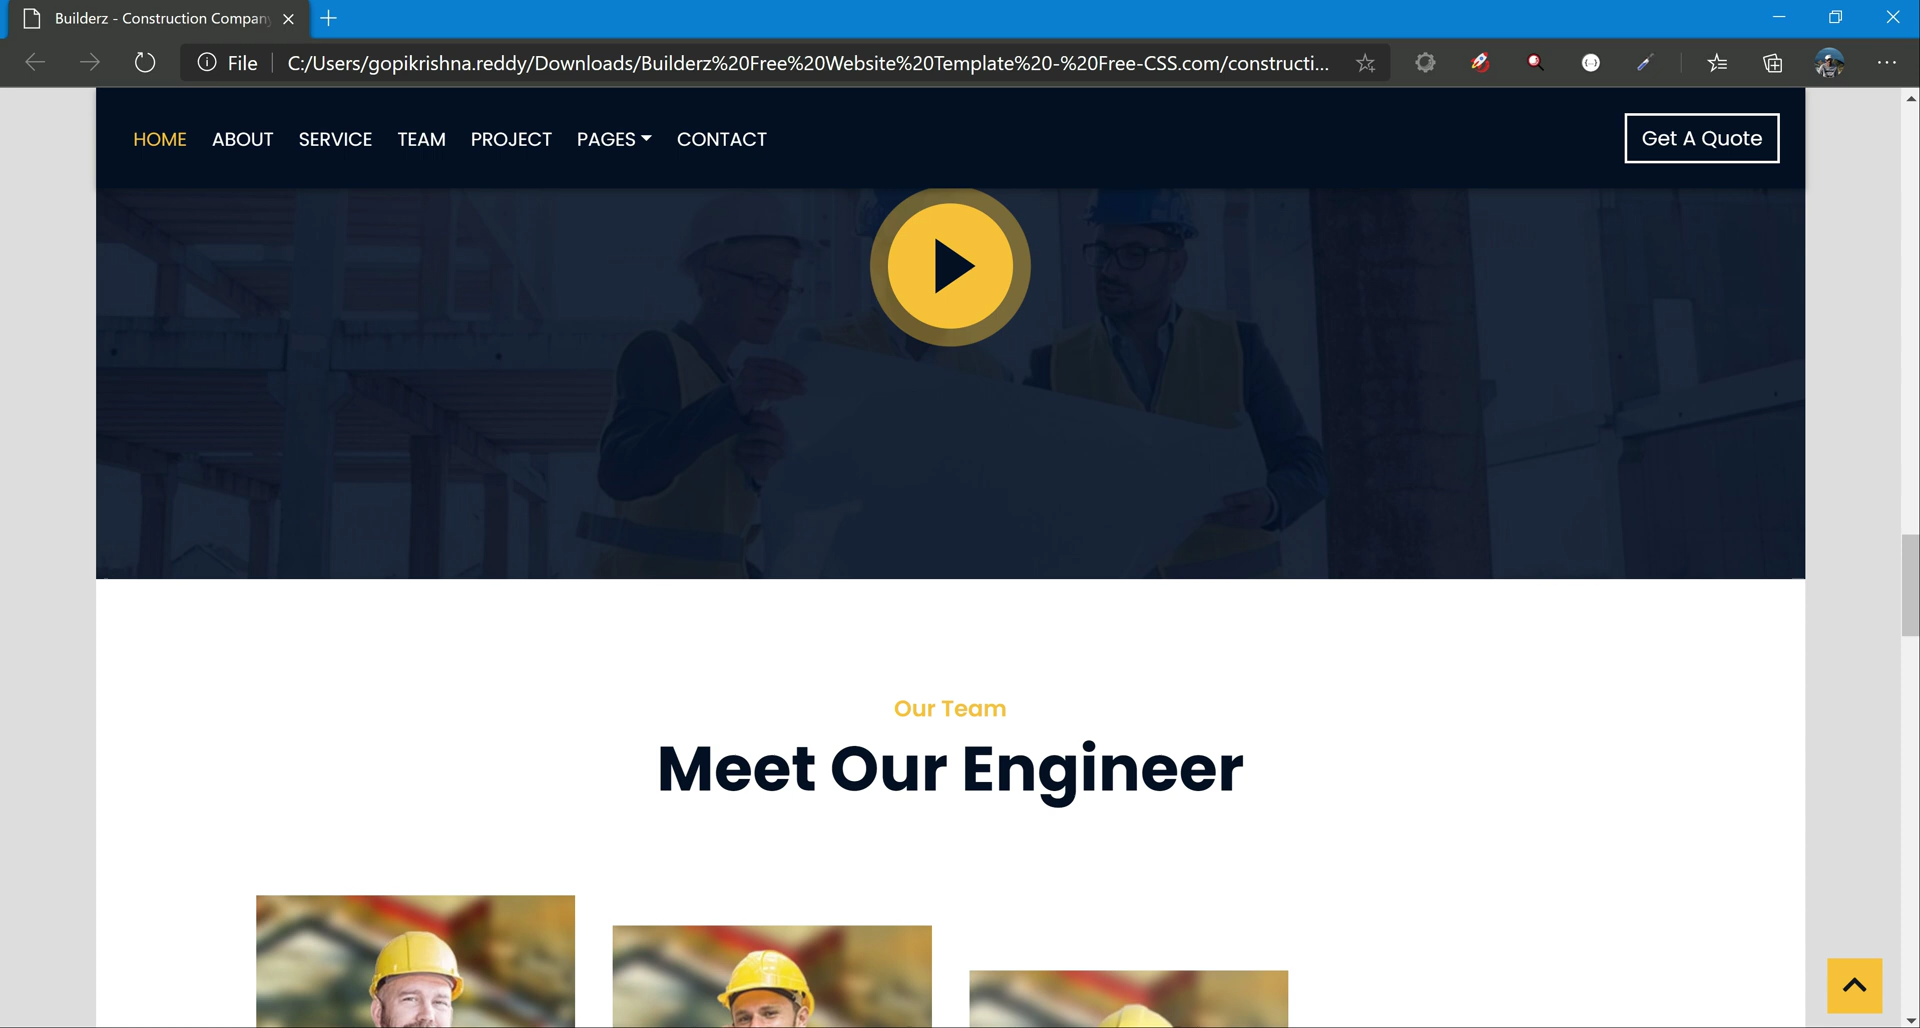 Builderz - Construction Company
File
C:/Users/gopikrishna.reddy/Downloads/Builderz%20Free%20Website%20Template%20-%20Free-CSS.com/constructi...
HOME ABOUT SERVICE TEAM PROJECT PAGES CONTACT
Get A Quote
Our Team
Meet Our Engineer